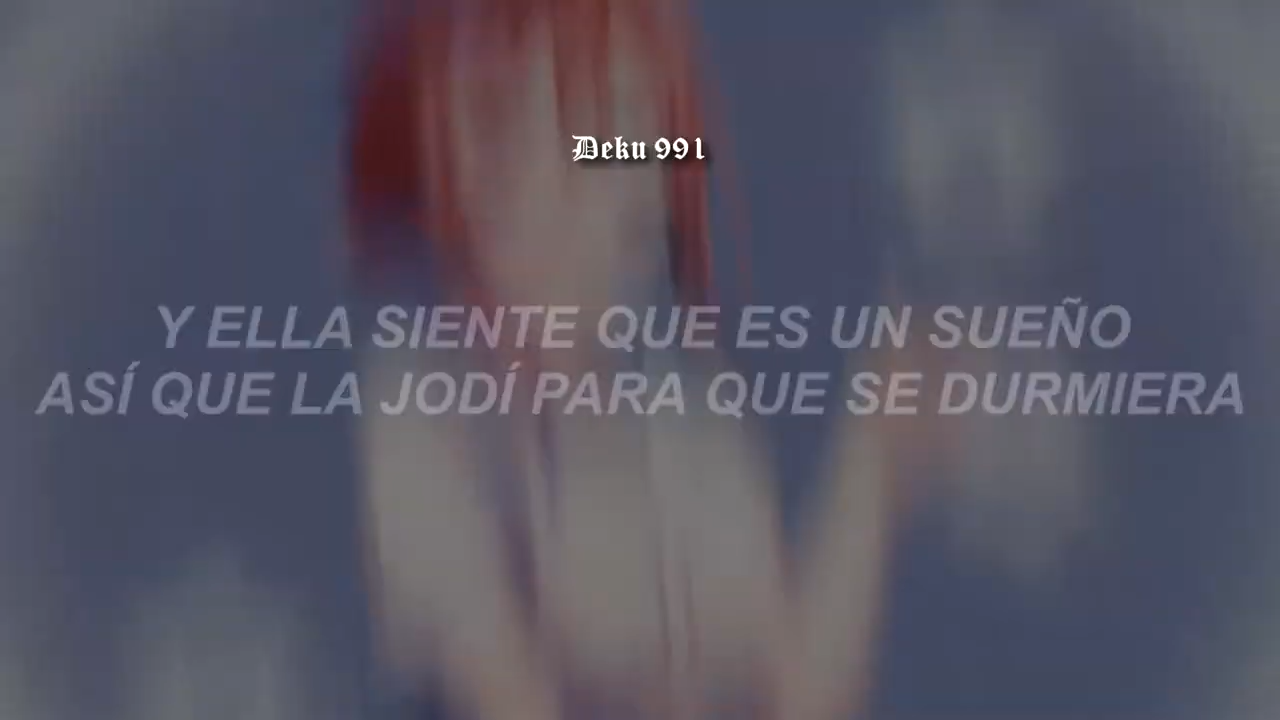 Deku 991
Y ELLA SIENTE QUE ES UN SUEÑO
ASÍ QUE LA JODÍ PARA QUE SE DURMIERA